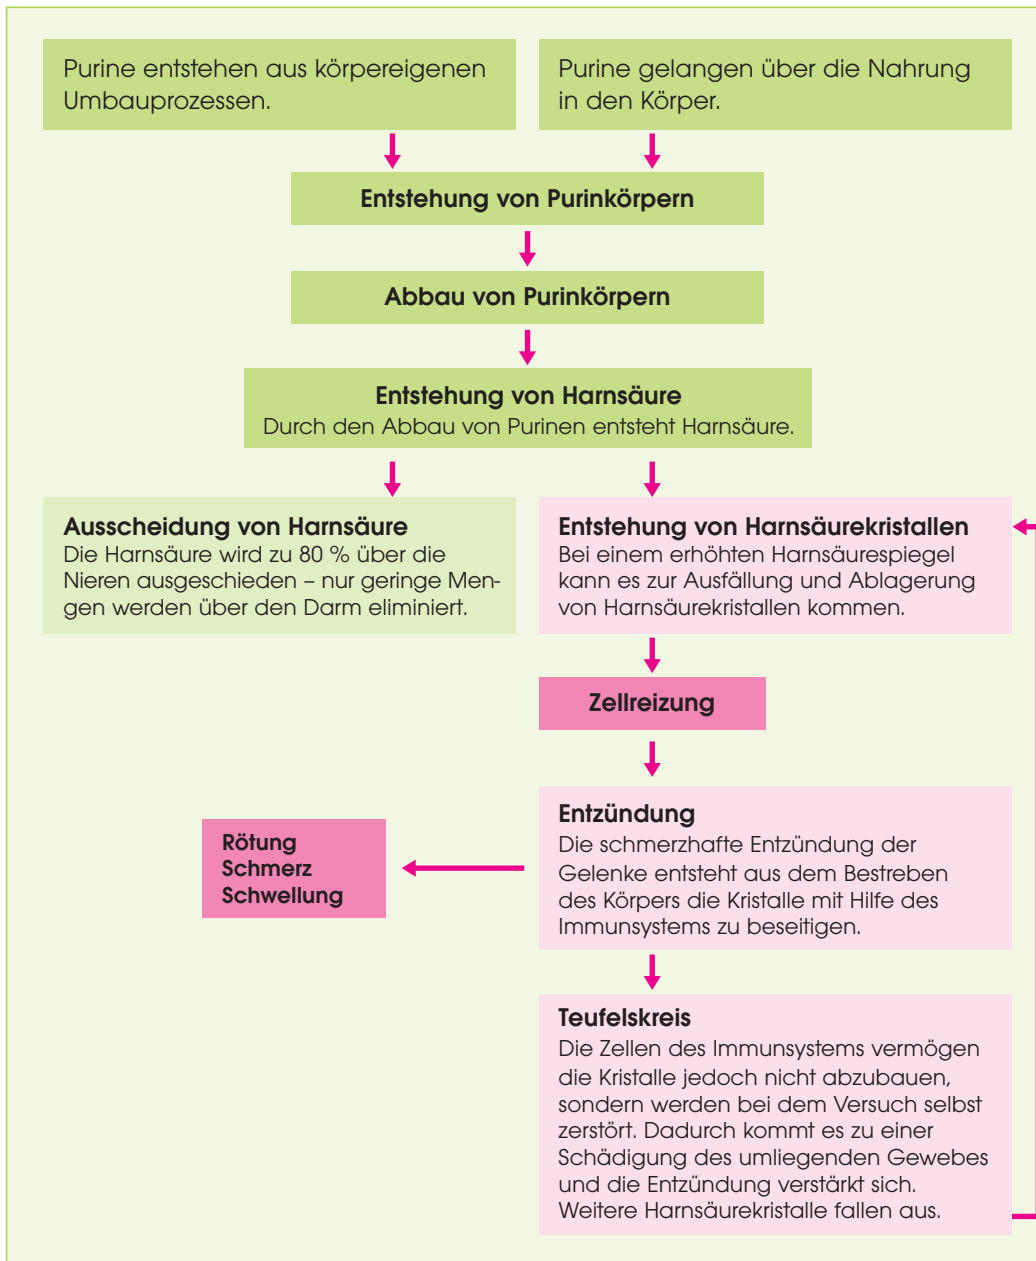 Purine entstehen aus körpereigenen
Umbauprozessen.
Purine gelangen über die Nahrung
in den Körper.
Entstehung von Purinkörpern
Abbau von Purinkörpern
Entstehung von Harnsäure
Durch den Abbau von Purinen entsteht Harnsäure.
Ausscheidung von Harnsäure
Die Harnsäure wird zu 80 % über die
Nieren ausgeschieden – nur geringe Men-
gen werden über den Darm eliminiert.
Entstehung von Harnsäurekristallen
Bei einem erhöhten Harnsäurespiegel
kann es zur Ausfällung und Ablagerung
von Harnsäurekristallen kommen.
Zellreizung
Entzündung
Die schmerzhafte Entzündung der
Gelenke entsteht aus dem Bestreben
des Körpers die Kristalle mit Hilfe des
Immunsystems zu beseitigen.
Rötung
Schmerz
Schwellung
Teufelskreis
Die Zellen des Immunsystems vermögen
die Kristalle jedoch nicht abzubauen,
sondern werden bei dem Versuch selbst
zerstört. Dadurch kommt es zu einer
Schädigung des umliegenden Gewebes
und die Entzündung verstärkt sich.
Weitere Harnsäurekristalle fallen aus.